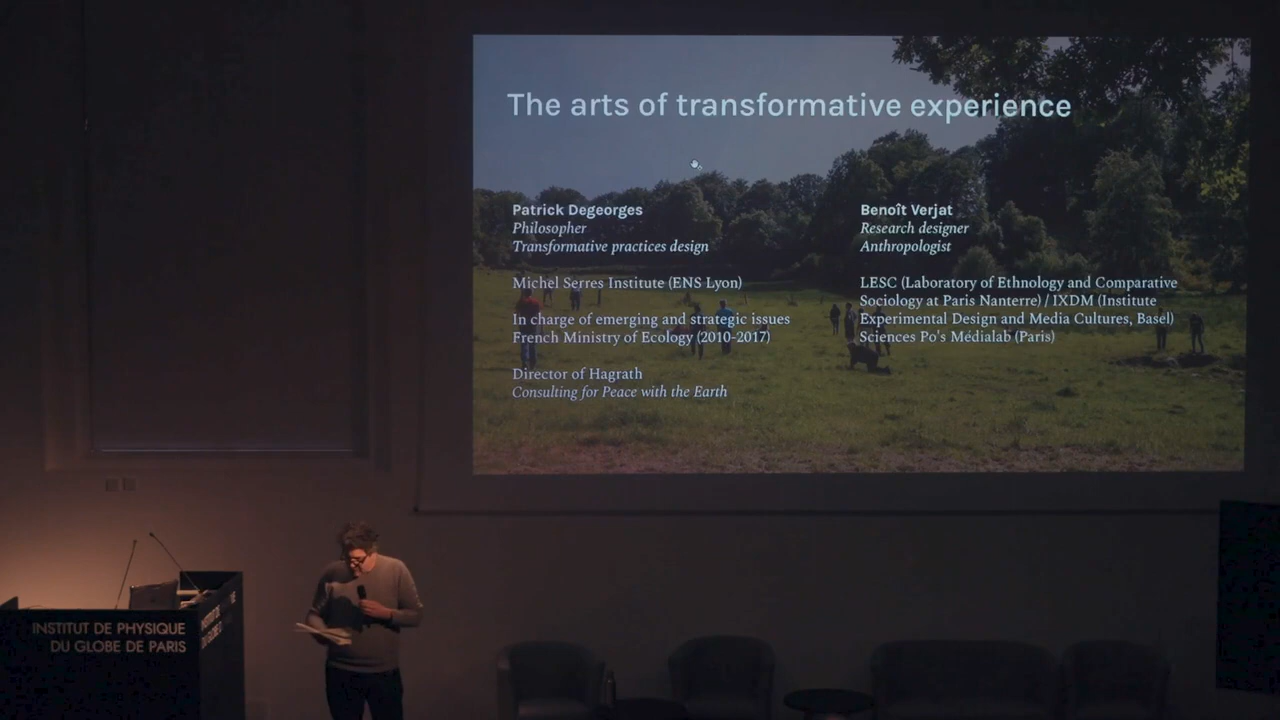 The arts of transformative experience
Patrick Degeorges
Philosopher
Transformative practices design
Michel Serres Institute (ENS Lyon)
In charge of emerging and strategic issues
French Ministry of Ecology (2010-2017)
Director of Hagrath
Consulting for Peace with the Earth
Benoît Verjat
Research designer
Anthropologist
LESC (Laboratory of Ethnology and Comparative
Sociology at Paris Nanterre) / IXDM (Institute
Experimental Design and Media Cultures, Basel)
Sciences Po's Médialab (Paris)
INSTITUT DE PHYSIQUE
DU GLOBE DE PARIS